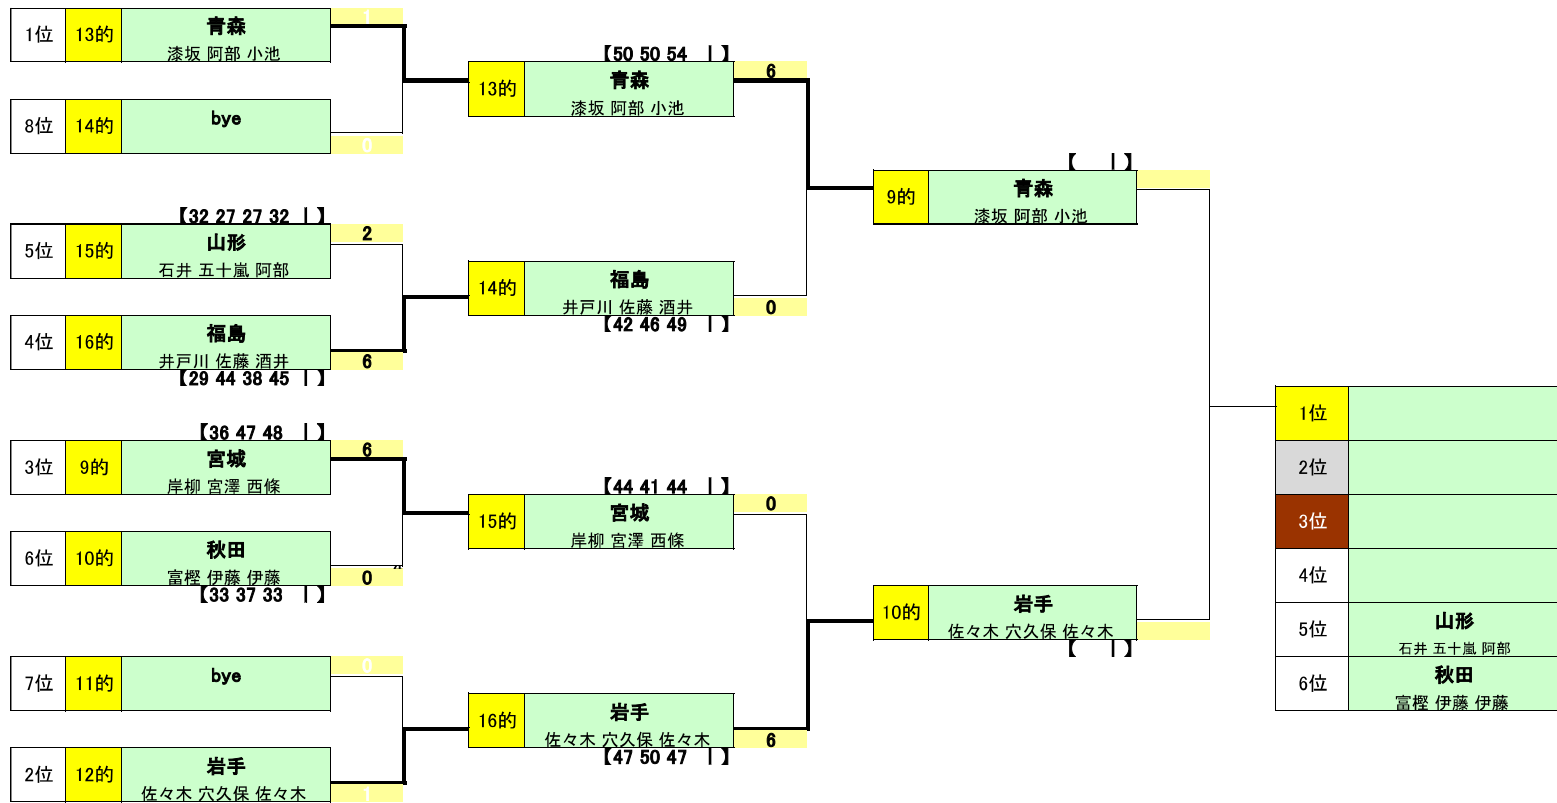 1位 13的 青森 1
漆坂 阿部 小池
8位 14的 bye
0
【32 27 27 32 | 】
5位 15的 山形 2
石井 五十嵐 阿部
4位 16的 福島
井戸川 佐藤 酒井 6
【29 44 38 45 | 】
【36 47 48 | 】
3位 9的 宮城 6
岸柳 宮澤 西條
6位 10的 秋田
富樫 伊藤 伊藤 0
【33 37 33 | 】
7位 11的 bye 0
2位 12的 岩手
佐々木 穴久保 佐々木 1
【50 50 54 | 】
13的 青森 6
漆坂 阿部 小池
14的 福島
井戸川 佐藤 酒井 0
【42 46 49 | 】
【44 41 44 | 】
15的 宮城 0
岸柳 宮澤 西條
16的 岩手
佐々木 穴久保 佐々木 6
【47 50 47 | 】
【 | 】
9的 青森
漆坂 阿部 小池
10的 岩手
佐々木 穴久保 佐々木
【 | 】
1位
2位
3位
4位
5位 山形
石井 五十嵐 阿部
6位 秋田
富樫 伊藤 伊藤